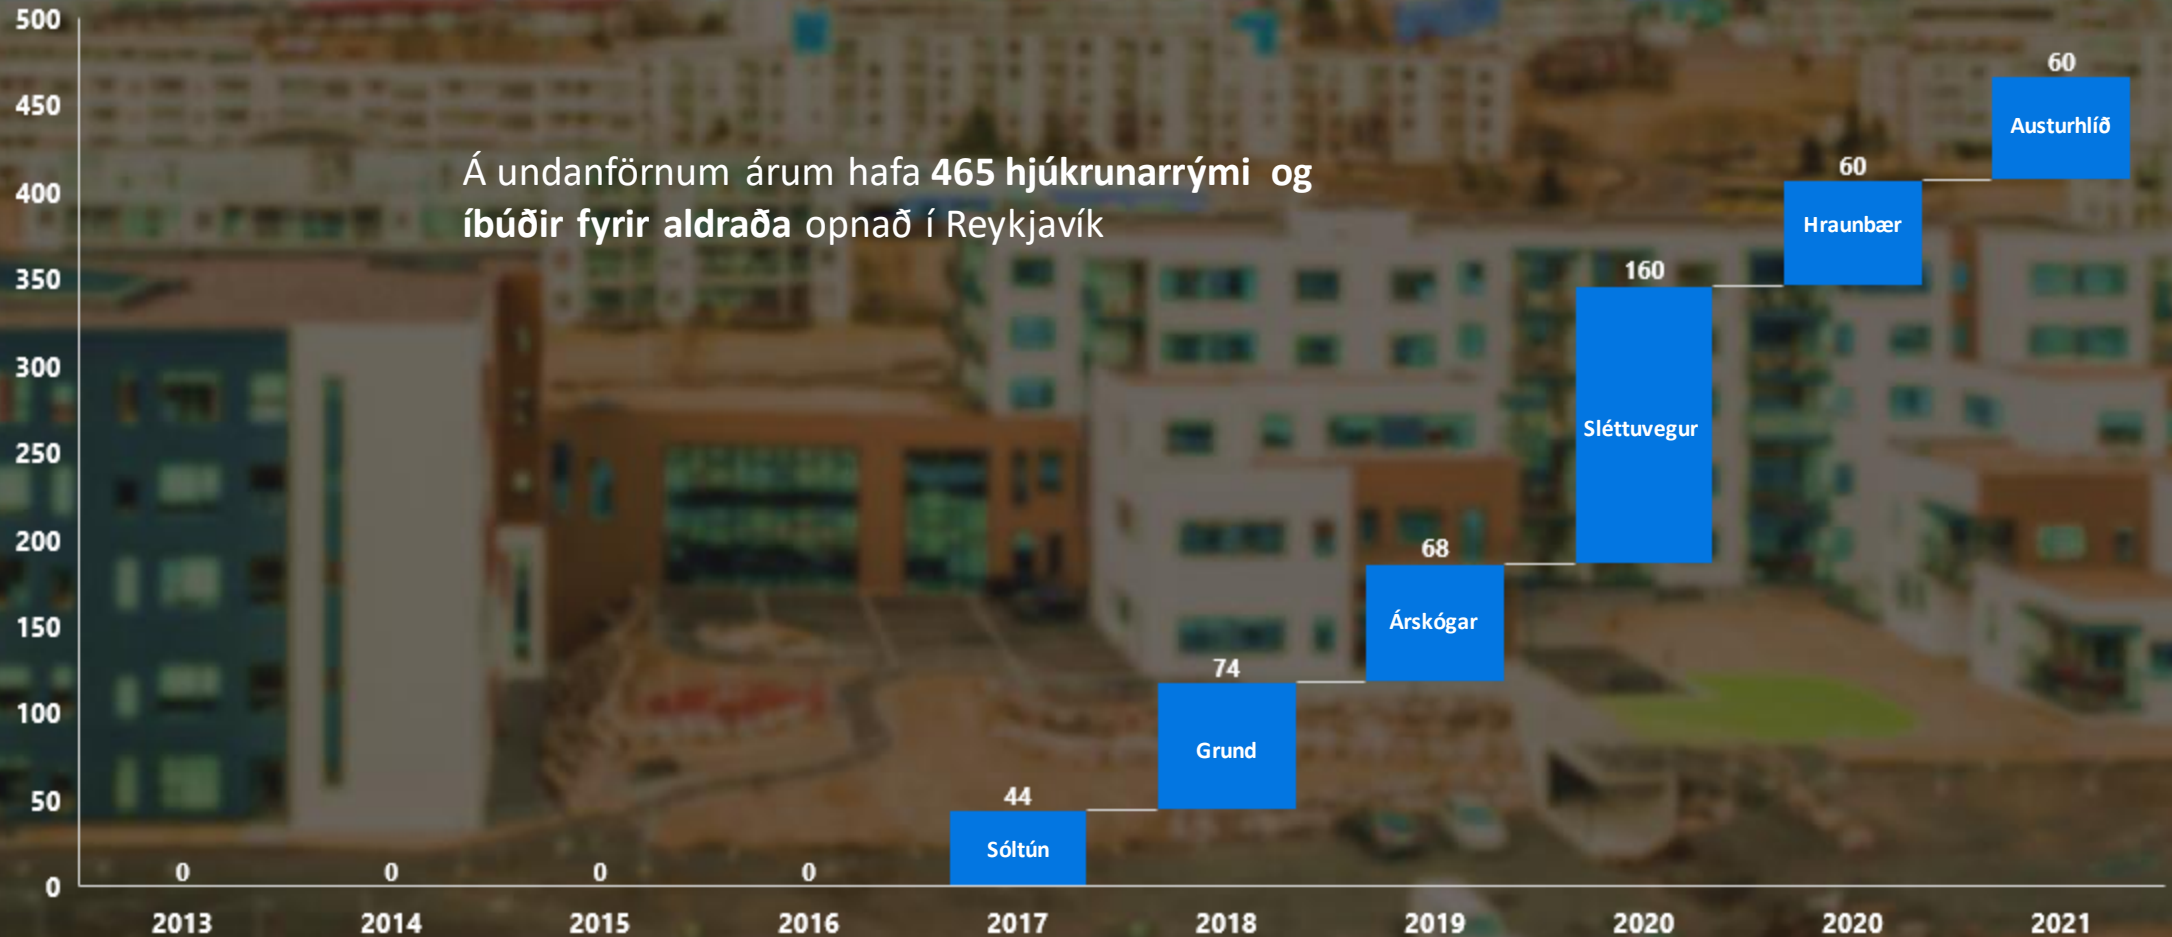 500
450
400
350
300
250
200
150
100
50
0
Á undanförnum árum hafa 465 hjúkrunarrými og
íbúðir fyrir aldraða opnað í Reykjavík
0
0
0
0
44
Sóltún
74
Grund
68
Árskógar
160
Sléttuvegur
60
Hraunbær
60
Austurhlíð
2013 2014 2015 2016 2017 2018 2019 2020 2020 2021